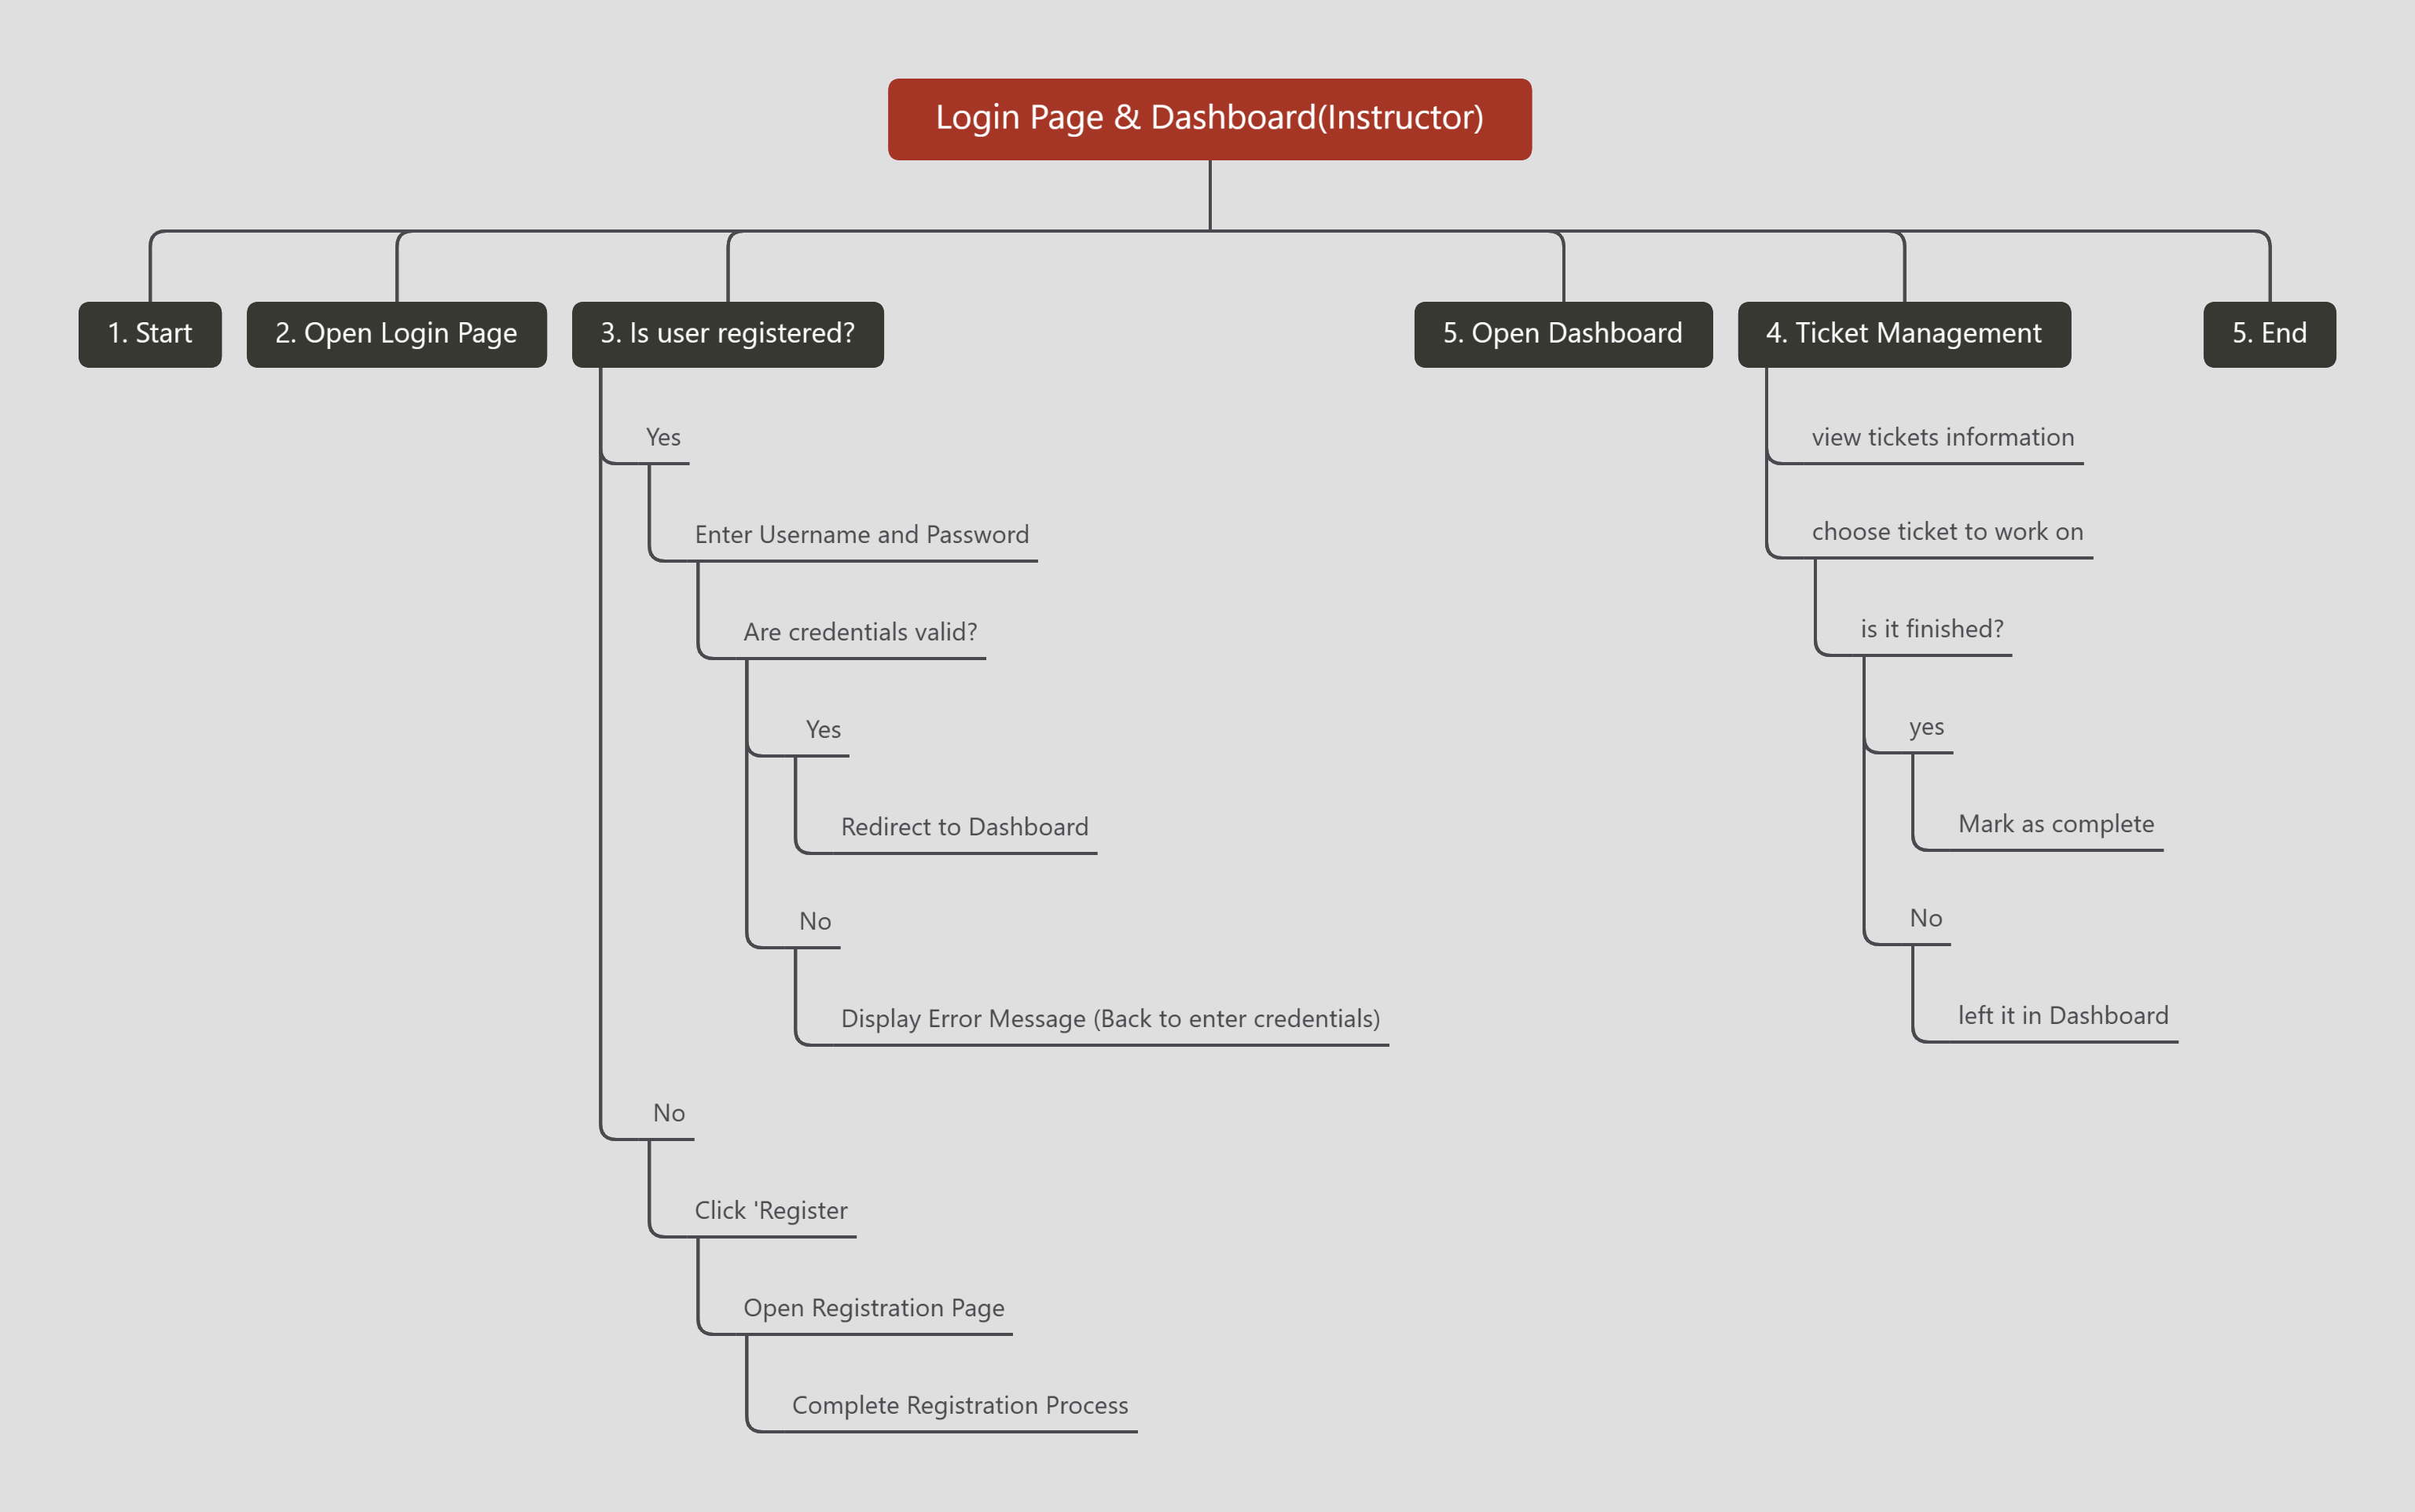 Login Page & Dashboard(Instructor)
1. Start
2. Open Login Page
3. Is user registered?
Yes
Enter Username and Password
Are credentials valid?
Yes
Redirect to Dashboard
No
Display Error Message (Back to enter credentials)
No
Click 'Register
Open Registration Page
Complete Registration Process
5. Open Dashboard
4. Ticket Management
view tickets information
choose ticket to work on
is it finished?
yes
Mark as complete
No
left it in Dashboard
5. End